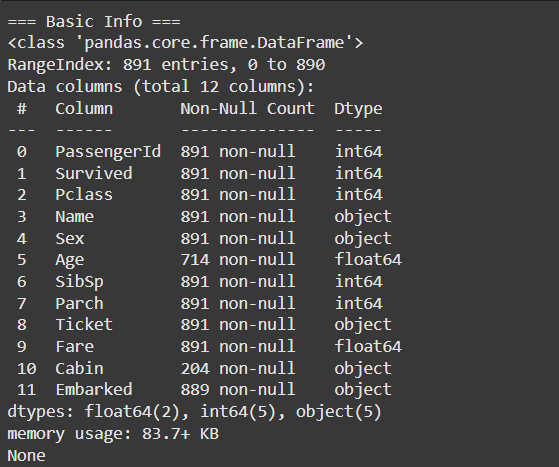 === Basic Info ===
<class 'pandas.core.frame.DataFrame'>
RangeIndex: 891 entries, 0 to 890
Data columns (total 12 columns):
 #   Column       Non-Null Count  Dtype
---  ------       --------------  -----
 0   PassengerId  891 non-null    int64
 1   Survived     891 non-null    int64
 2   Pclass       891 non-null    int64
 3   Name         891 non-null    object
 4   Sex          891 non-null    object
 5   Age          714 non-null    float64
 6   SibSp        891 non-null    int64
 7   Parch        891 non-null    int64
 8   Ticket       891 non-null    object
 9   Fare         891 non-null    float64
 10  Cabin        204 non-null    object
 11  Embarked     889 non-null    object
dtypes: float64(2), int64(5), object(5)
memory usage: 83.7+ KB
None